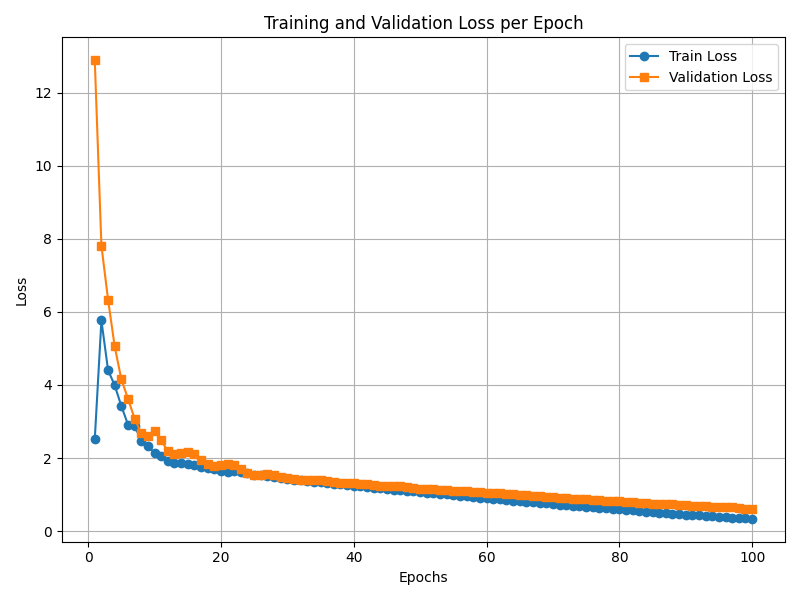 Training and Validation Loss per Epoch
Train Loss
Validation Loss
12
10
8
6
4
2
0
Loss
0 20 40 60 80 100
Epochs